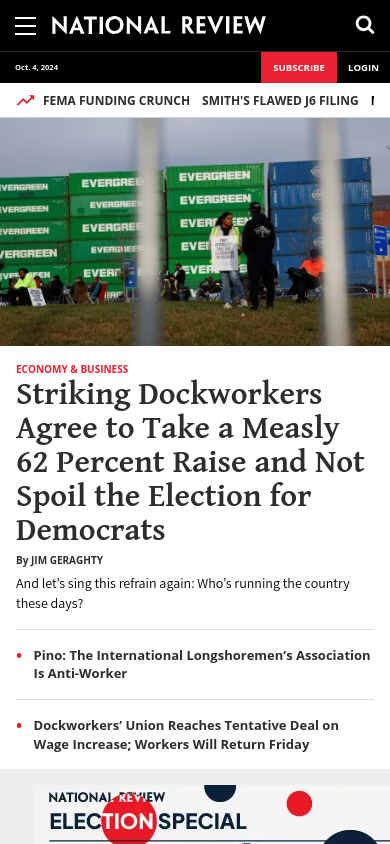 NATIONAL REVIEW
Oct. 4, 2024
SUBSCRIBE
LOGIN
FEMA FUNDING CRUNCH SMITH'S FLAWED J6 FILING
EVERGREEN EVERGREEN EVERGREEN
EVERGREEN EVERGREEN
EVERGREEN EVERGREEN
ECONOMY & BUSINESS
Striking Dockworkers
Agree to Take a Measly
62 Percent Raise and Not
Spoil the Election for
Democrats
By JIM GERAGHTY
And let’s sing this refrain again: Who’s running the country
these days?
Pino: The International Longshoremen’s Association
Is Anti-Worker
Dockworkers’ Union Reaches Tentative Deal on
Wage Increase; Workers Will Return Friday
NATIONAL REVIEW
ELECTION SPECIAL